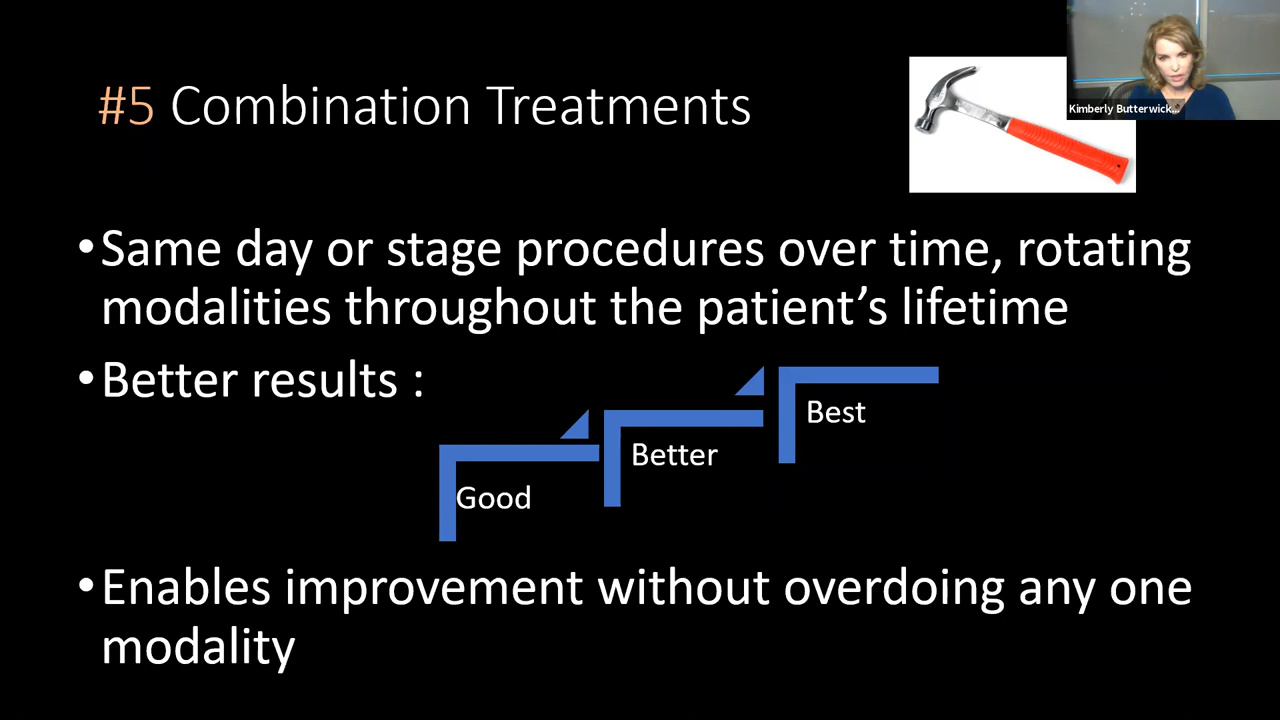 #5 Combination Treatments
Kimberly Butterwick...
•Same day or stage procedures over time, rotating
modalities throughout the patient’s lifetime
•Better results :
Best
Better
Good
•Enables improvement without overdoing any one
modality